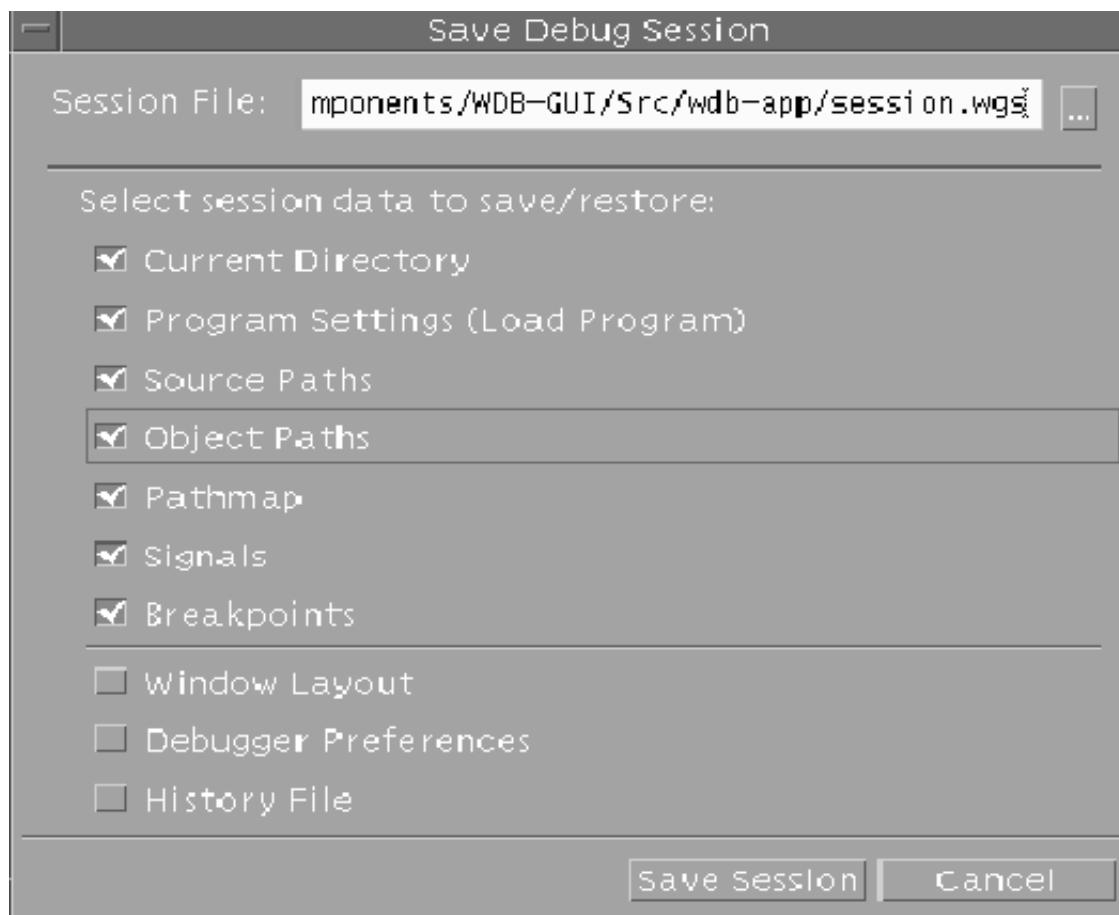 Save Debug Session
Session File: mponents/WDB-GUI/Src/wdb-app/session.wgs ...
Select session data to save/restore:
Current Directory
Program Settings (Load Program)
Source Paths
Object Paths
Pathmap
Signals
Breakpoints
Window Layout
Debugger Preferences
History File
Save Session Cancel